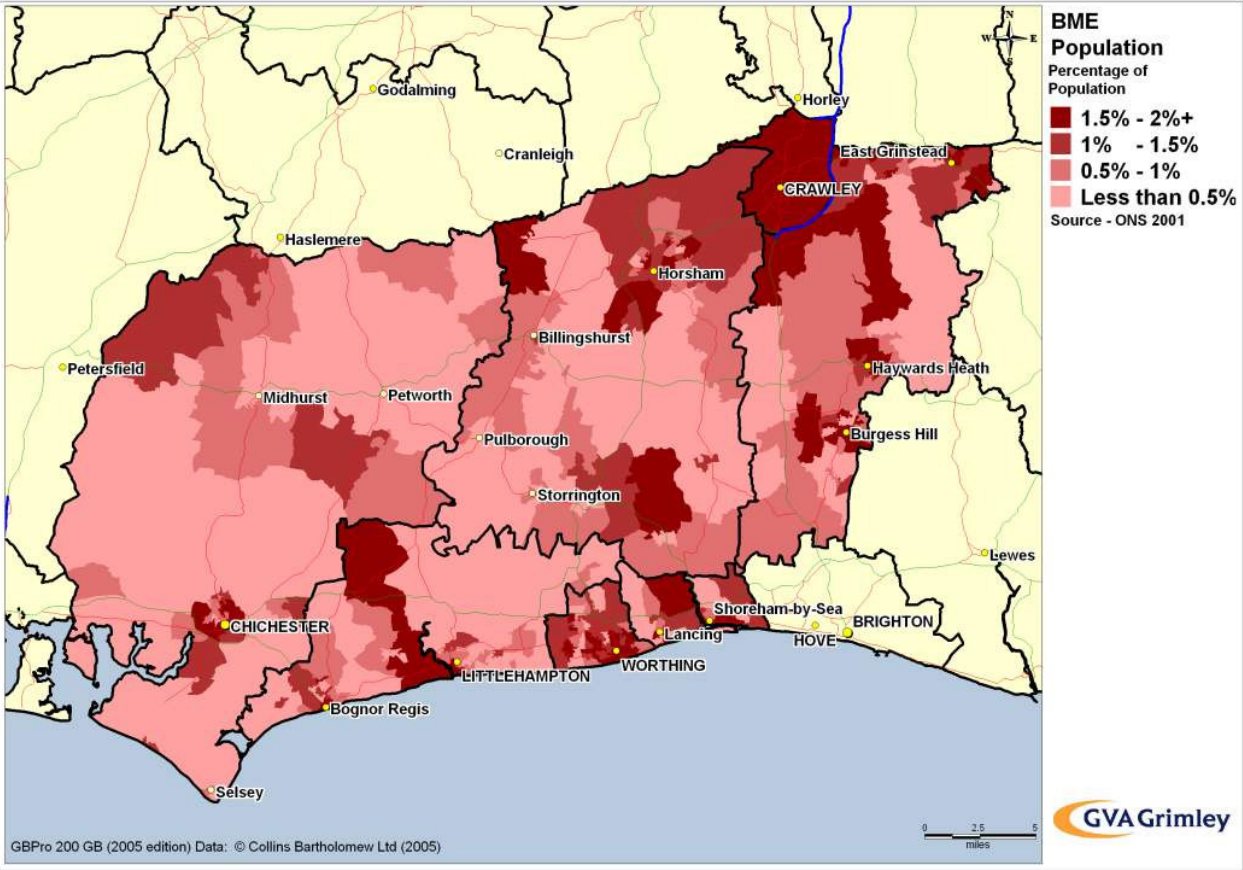 BME
Population
Percentage of
Population
1.5% - 2%+
1% - 1.5%
0.5% - 1%
Less than 0.5%
Source - ONS 2001
N
W E
S
Godalming
Horley
Cranleigh
East Grinstead
CRAWLEY
Haslemere
Horsham
Billingshurst
Petersfield
Haywards Heath
Midhurst
Petworth
Burgess Hill
Pulborough
Storrington
Lewes
Shoreham-by-Sea
BRIGHTON
CHICHESTER
Lancing
HOVE
WORTHING
LITTLEHAMPTON
Bognor Regis
Selsey
0 2.5 5
miles
GVA Grimley
GBPro 200 GB (2005 edition) Data: © Collins Bartholomew Ltd (2005)